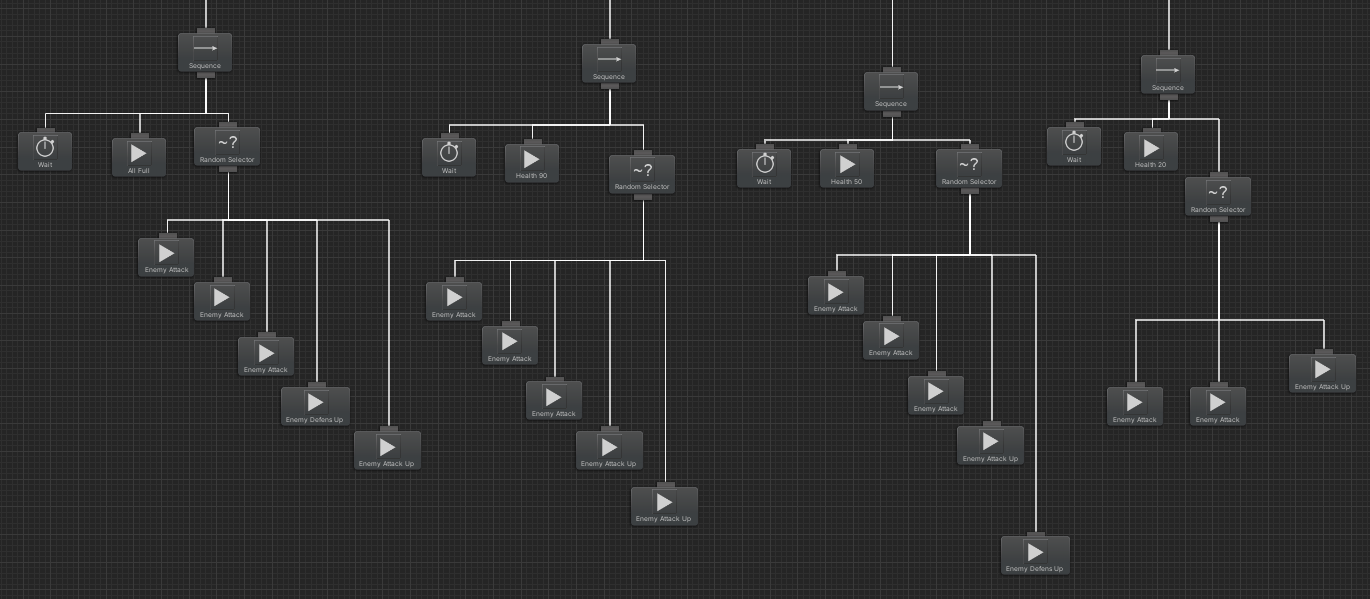 Sequence
Wait
All Full
~?
Random Selector
Enemy Attack
Enemy Attack
Enemy Attack
Enemy Defens Up
Enemy Attack Up
Sequence
Wait
Health 90
~?
Random Selector
Enemy Attack
Enemy Attack
Enemy Attack
Enemy Attack Up
Enemy Attack Up
Sequence
Wait
Health 50
~?
Random Selector
Enemy Attack
Enemy Attack
Enemy Attack
Enemy Attack Up
Enemy Defens Up
Sequence
Wait
Health 20
~?
Random Selector
Enemy Attack
Enemy Attack
Enemy Attack Up